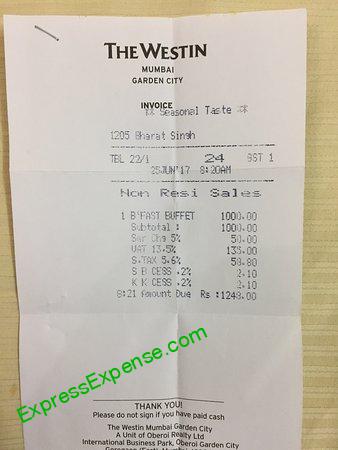 THE WESTIN
MUMBAI
GARDEN CITY
INVOICE
** Seasonal Taste **
1205 Bharat Singh
TBL 22/1 24 GST 1
25JUN'17 8:20AM
Non Resi Sales
1 B'FAST BUFFET 1000.00
Subtotal : 1000.00
Ser Chg 5% 50.00
VAT 13.5% 135.00
S.TAX 5.6% 58.80
S B CESS .2% 2.10
K K CESS .2% 2.10
8:21 Amount Due Rs :1248.00
ExpressExpense.com
THANK YOU!
Please do not sign if you have paid cash
The Westin Mumbai Garden City
A Unit of Oberoi Realty Ltd
International Business Park, Oberoi Garden City